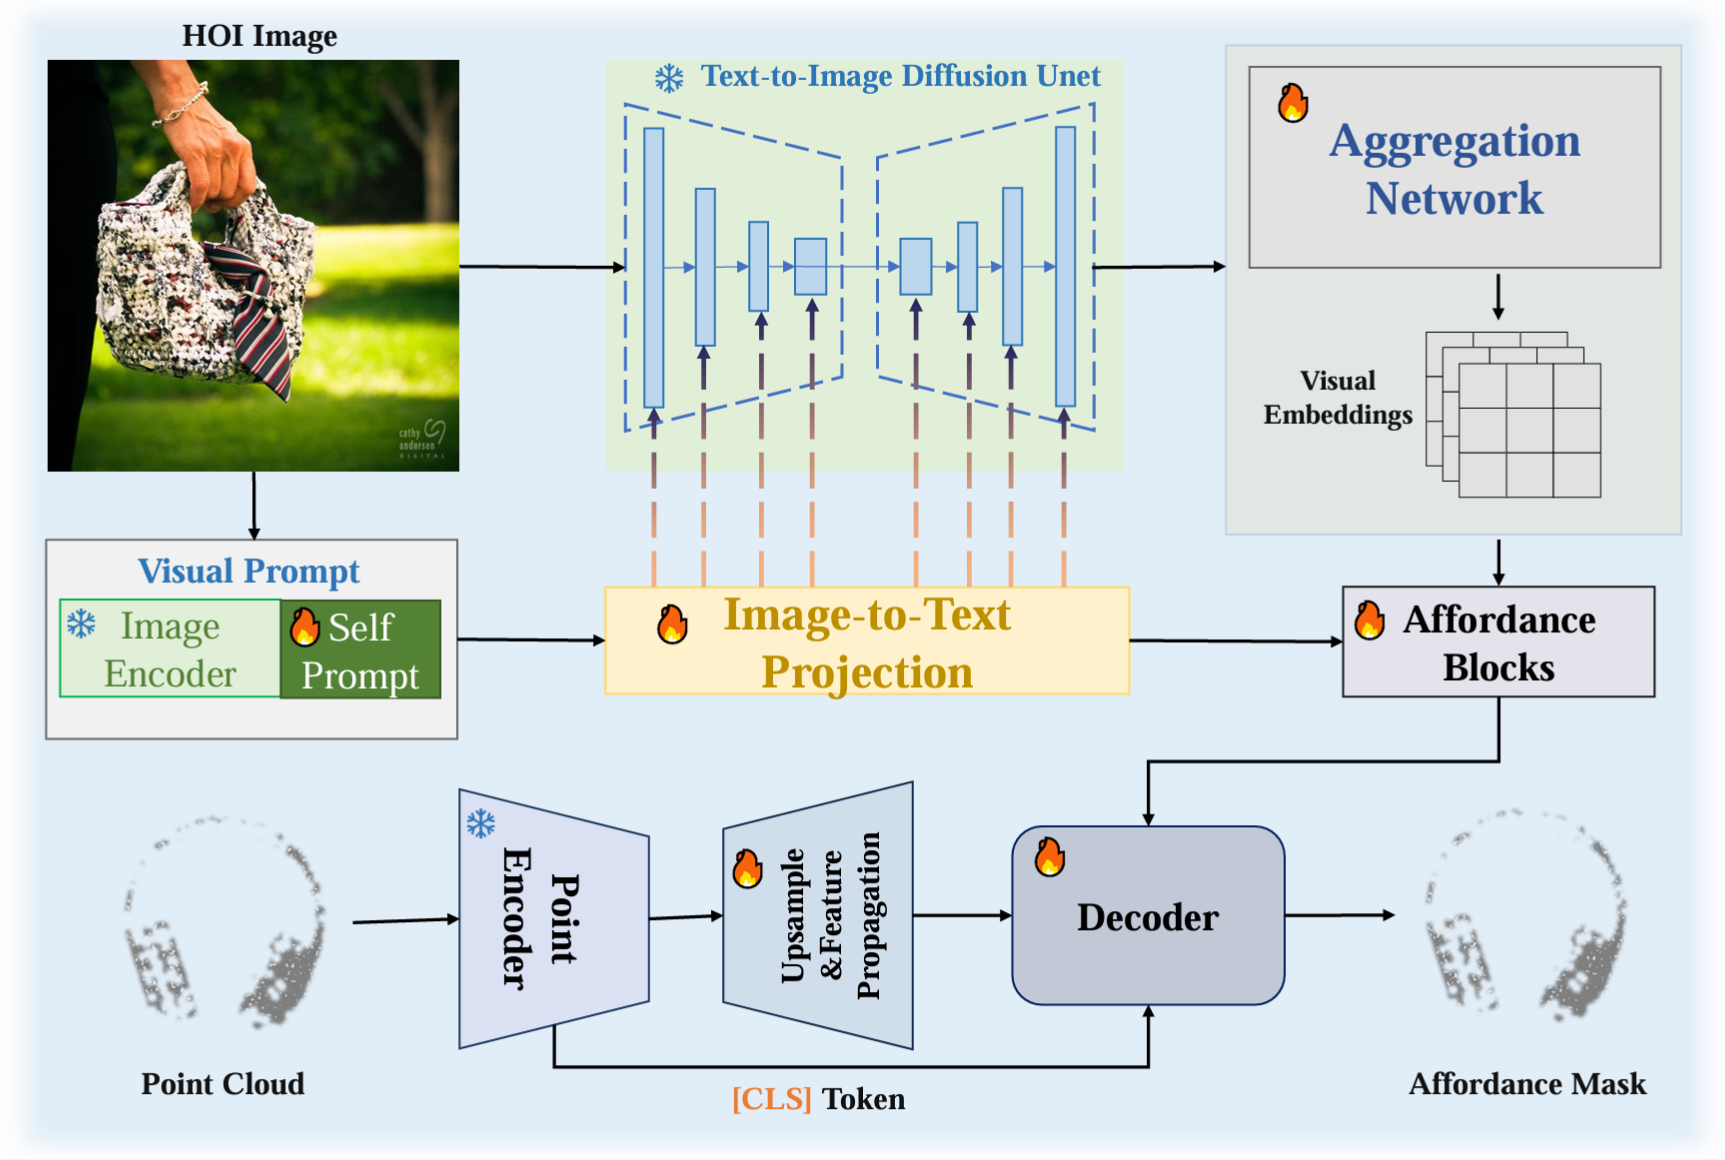 HOI Image
Text-to-Image Diffusion Unet
Aggregation
Network
Visual
Embeddings
cathy
andersen
DIGITAL
Visual Prompt
Image
Encoder
Self
Prompt
Image-to-Text
Projection
Affordance
Blocks
Point
Encoder
Upsample
&Feature
Propagation
Decoder
Point Cloud
[CLS] Token
Affordance Mask